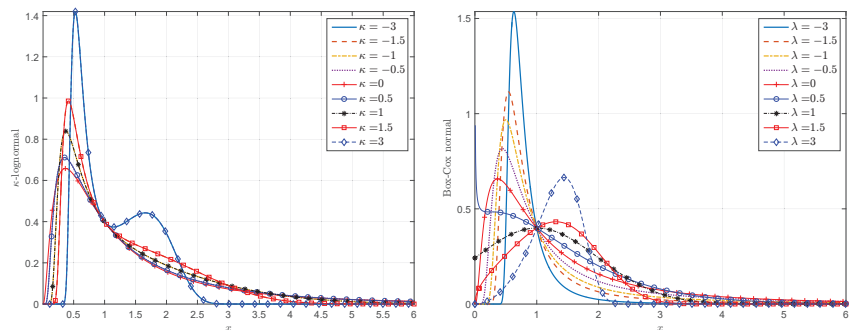 κ-lognormal
1.4
1.2
1
0.8
0.6
0.4
0.2
0
0.5 1 1.5 2 2.5 3 3.5 4 4.5 5 5.5 6
x
κ = −3
κ = −1.5
κ = −1
κ = −0.5
κ =0
κ =0.5
κ =1
κ =1.5
κ =3
Box-Cox normal
1.5
1
0.5
0
0 1 2 3 4 5 6
x
λ = −3
λ = −1.5
λ = −1
λ = −0.5
λ =0
λ =0.5
λ =1
λ =1.5
λ =3